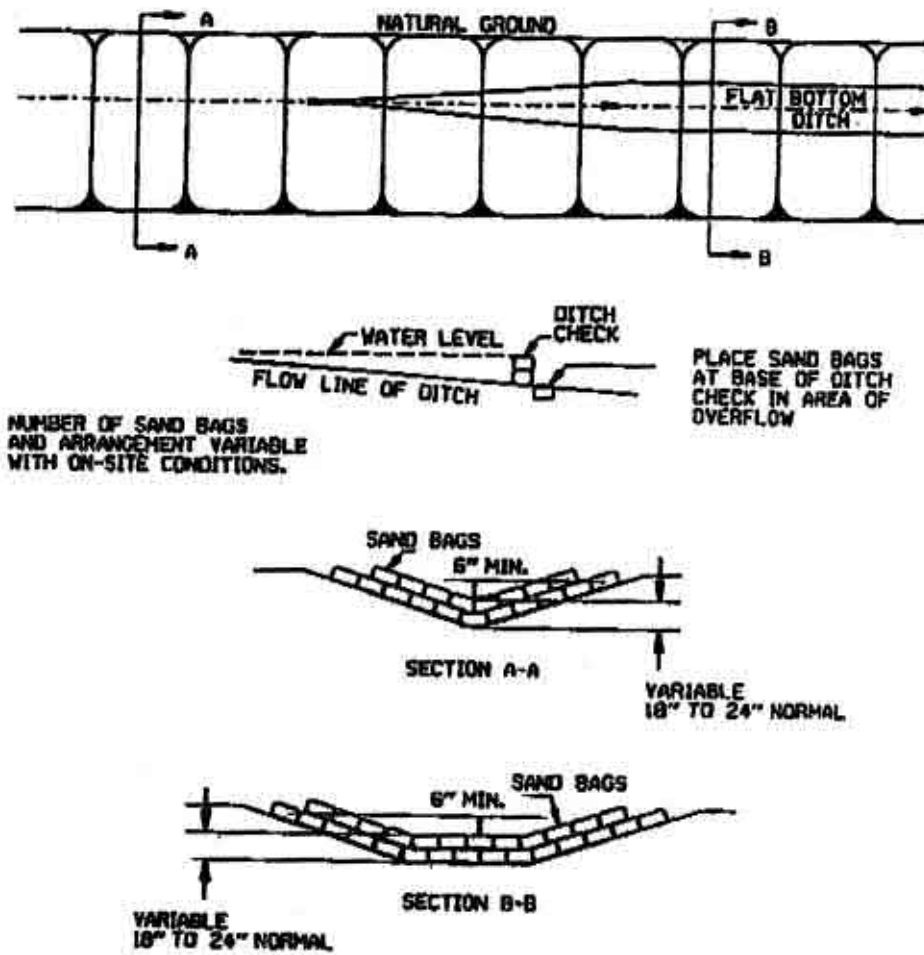 A
NATURAL GROUND
B
FLAT BOTTOM
DITCH
A
B
DITCH
CHECK
WATER LEVEL
FLOW LINE OF DITCH
PLACE SAND BAGS
AT BASE OF DITCH
CHECK IN AREA OF
OVERFLOW
NUMBER OF SAND BAGS
AND ARRANGEMENT VARIABLE
WITH ON-SITE CONDITIONS.
SAND BAGS
6" MIN.
SECTION A-A
VARIABLE
18" TO 24" NORMAL
SAND BAGS
6" MIN.
SECTION B-B
VARIABLE
18" TO 24" NORMAL